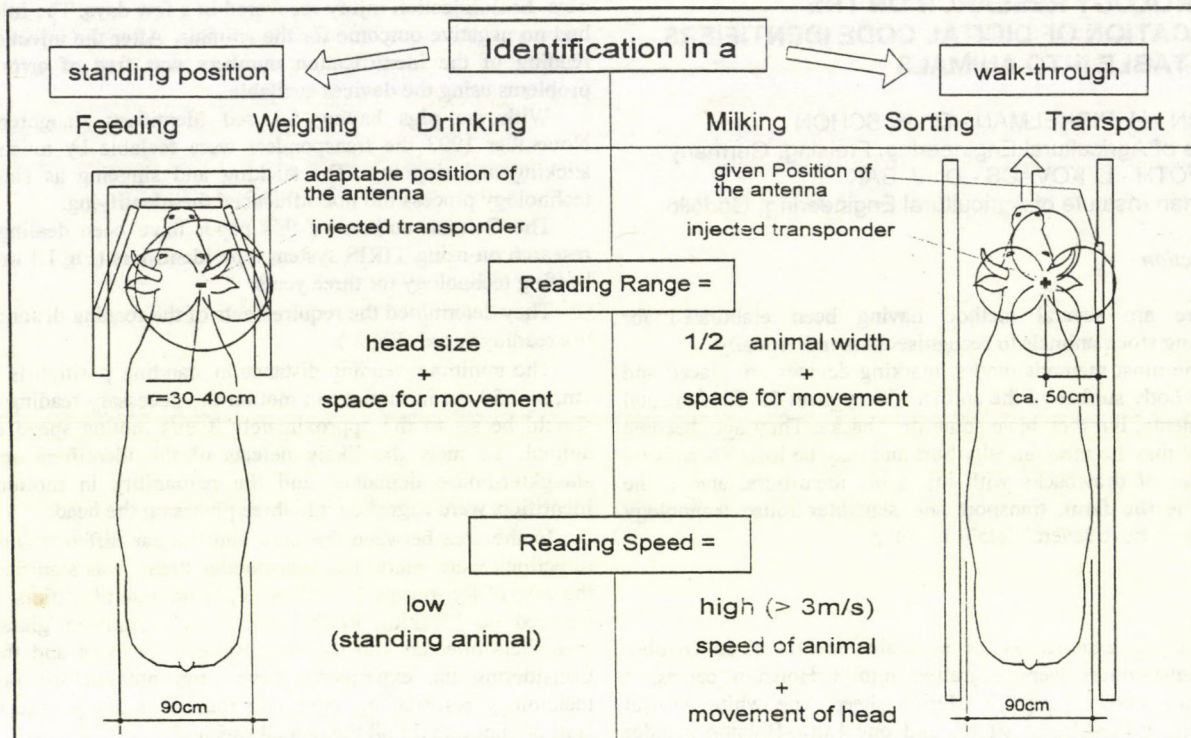 Identification in a
standing position
walk-through
Feeding Weighing Drinking
Milking Sorting Transport
adaptable position of
the antenna
injected transponder
given Position of
the antenna
injected transponder
Reading Range =
head size
+
space for movement
1/2 animal width
+
space for movement
r=30-40cm
ca. 50cm
Reading Speed =
low
(standing animal)
high (> 3m/s)
speed of animal
+
movement of head
90cm
90cm